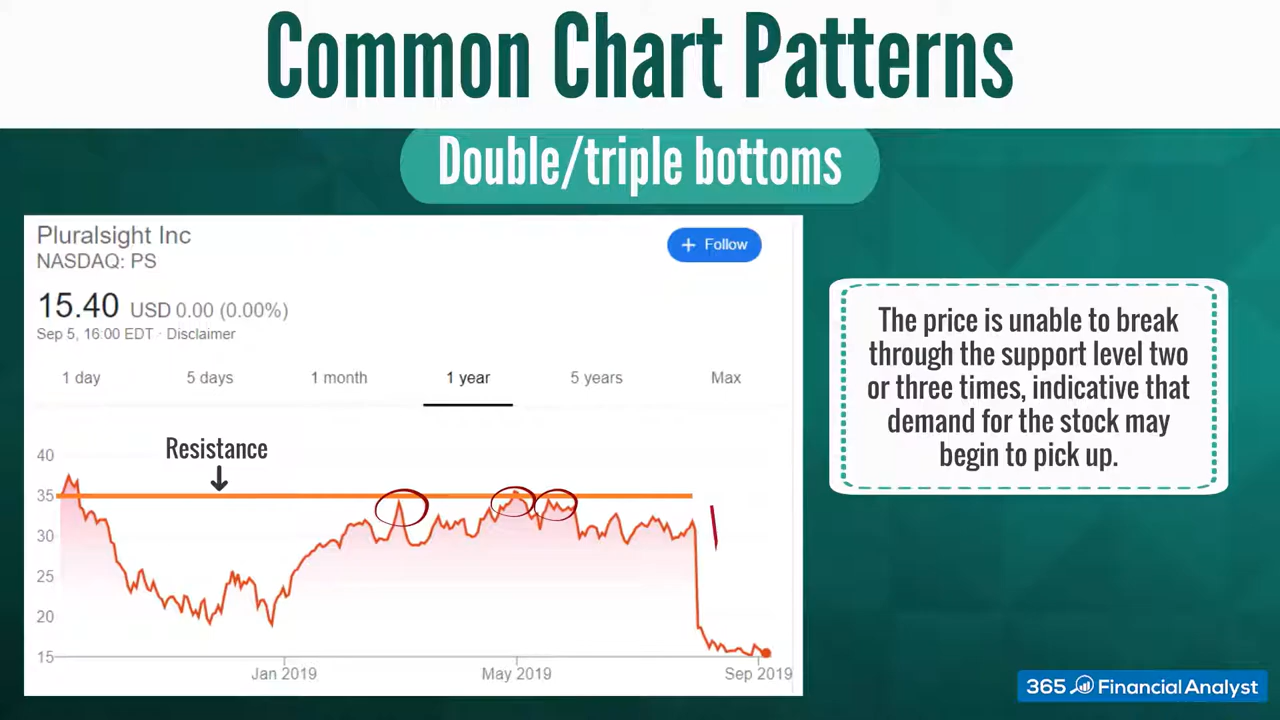 Common Chart Patterns
Double/triple bottoms
Pluralsight Inc
NASDAQ: PS
+ Follow
15.40 USD 0.00 (0.00%)
Sep 5, 16:00 EDT · Disclaimer
1 day 5 days 1 month 1 year 5 years Max
Resistance
40
35
30
25
20
15
Jan 2019 May 2019 Sep 2019
The price is unable to break
through the support level two
or three times, indicative that
demand for the stock may
begin to pick up.
365 Financial Analyst